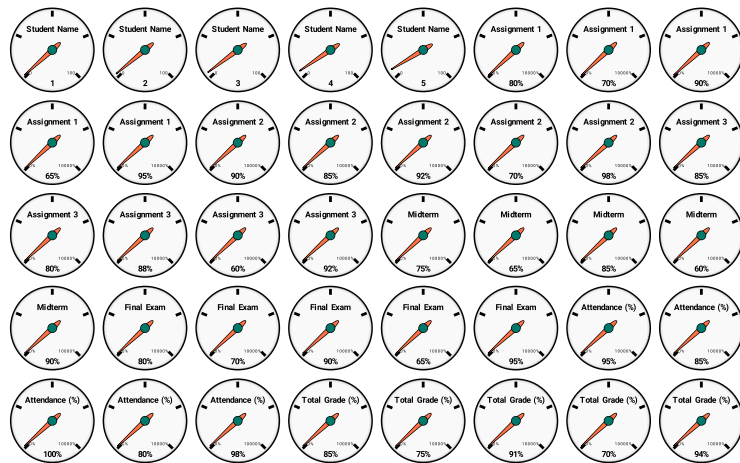 Student Name Student Name Student Name Student Name Student Name Assignment 1 Assignment 1 Assignment 1
1 2 3 4 5 80% 70% 90%
Assignment 1 Assignment 1 Assignment 2 Assignment 2 Assignment 2 Assignment 2 Assignment 2 Assignment 3
65% 95% 90% 85% 92% 70% 98% 85%
Assignment 3 Assignment 3 Assignment 3 Assignment 3 Midterm Midterm Midterm Midterm
80% 88% 60% 92% 75% 65% 85% 60%
Midterm Final Exam Final Exam Final Exam Final Exam Final Exam Attendance (%) Attendance (%)
90% 80% 70% 90% 65% 95% 95% 85%
Attendance (%) Attendance (%) Attendance (%) Total Grade (%) Total Grade (%) Total Grade (%) Total Grade (%) Total Grade (%)
100% 80% 98% 85% 75% 91% 70% 94%